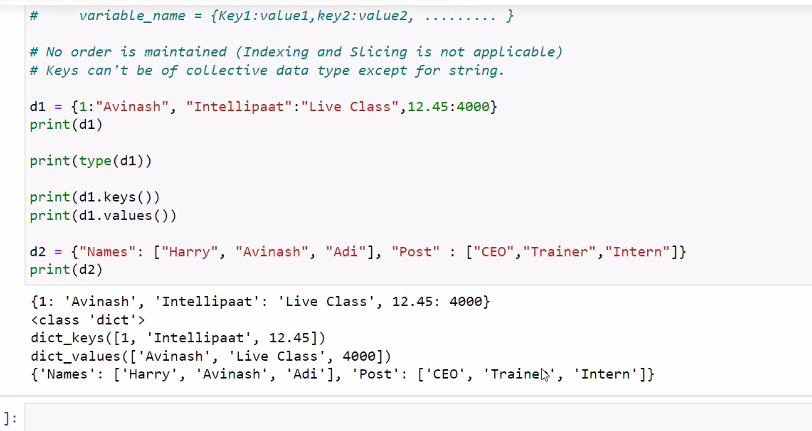 #     variable_name = {Key1:value1,key2:value2, ......... }
# No order is maintained (Indexing and Slicing is not applicable)
# Keys can't be of collective data type except for string.
d1 = {1:"Avinash", "Intellipaat":"Live Class",12.45:4000}
print(d1)
print(type(d1))
print(d1.keys())
print(d1.values())
d2 = {"Names": ["Harry", "Avinash", "Adi"], "Post" : ["CEO","Trainer","Intern"]}
print(d2)
{1: 'Avinash', 'Intellipaat': 'Live Class', 12.45: 4000}
<class 'dict'>
dict_keys([1, 'Intellipaat', 12.45])
dict_values(['Avinash', 'Live Class', 4000])
{'Names': ['Harry', 'Avinash', 'Adi'], 'Post': ['CEO', 'Trainer', 'Intern']}
]: